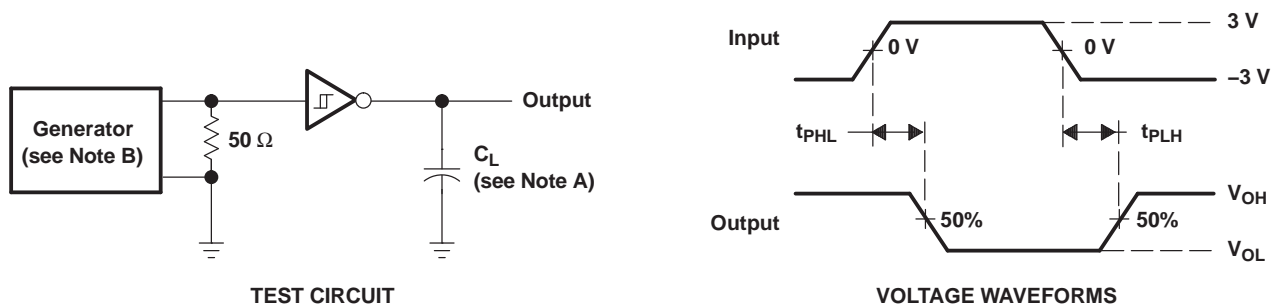 Generator
(see Note B)
50 Ω
Output
C_L
(see Note A)
TEST CIRCUIT
Input
3 V
0 V
0 V
–3 V
t_PHL
t_PLH
Output
50%
50%
V_OH
V_OL
VOLTAGE WAVEFORMS